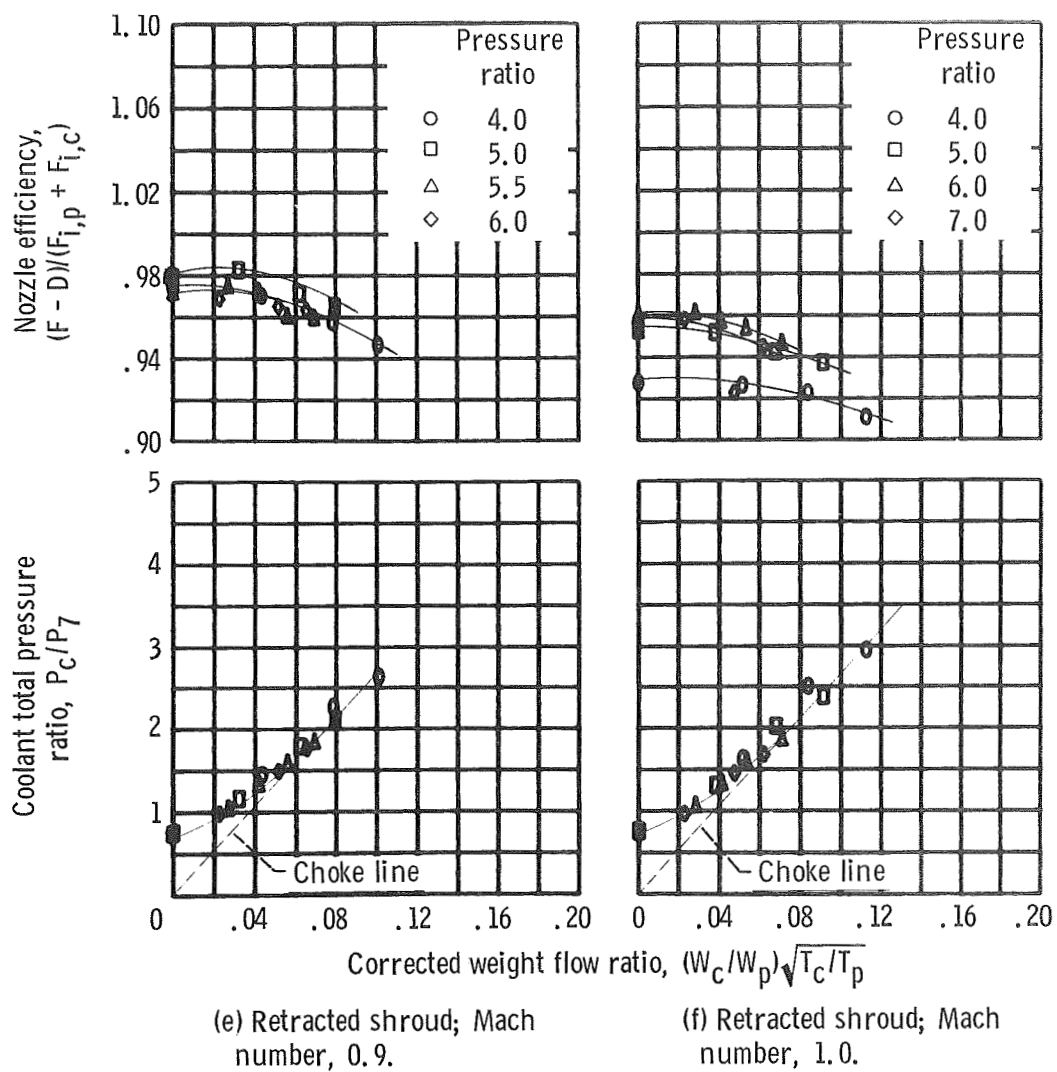 Nozzle efficiency,
(F - D)/(Fi,p + Fi,c)
1.10
1.06
1.02
.98
.94
.90
Pressure
ratio
4.0
5.0
5.5
6.0
Pressure
ratio
4.0
5.0
6.0
7.0
Coolant total pressure
ratio, Pc/P7
5
4
3
2
1
Choke line
Choke line
0 .04 .08 .12 .16 .20
0 .04 .08 .12 .16 .20
Corrected weight flow ratio, (Wc/Wp)√Tc/Tp
(e) Retracted shroud; Mach
number, 0.9.
(f) Retracted shroud; Mach
number, 1.0.